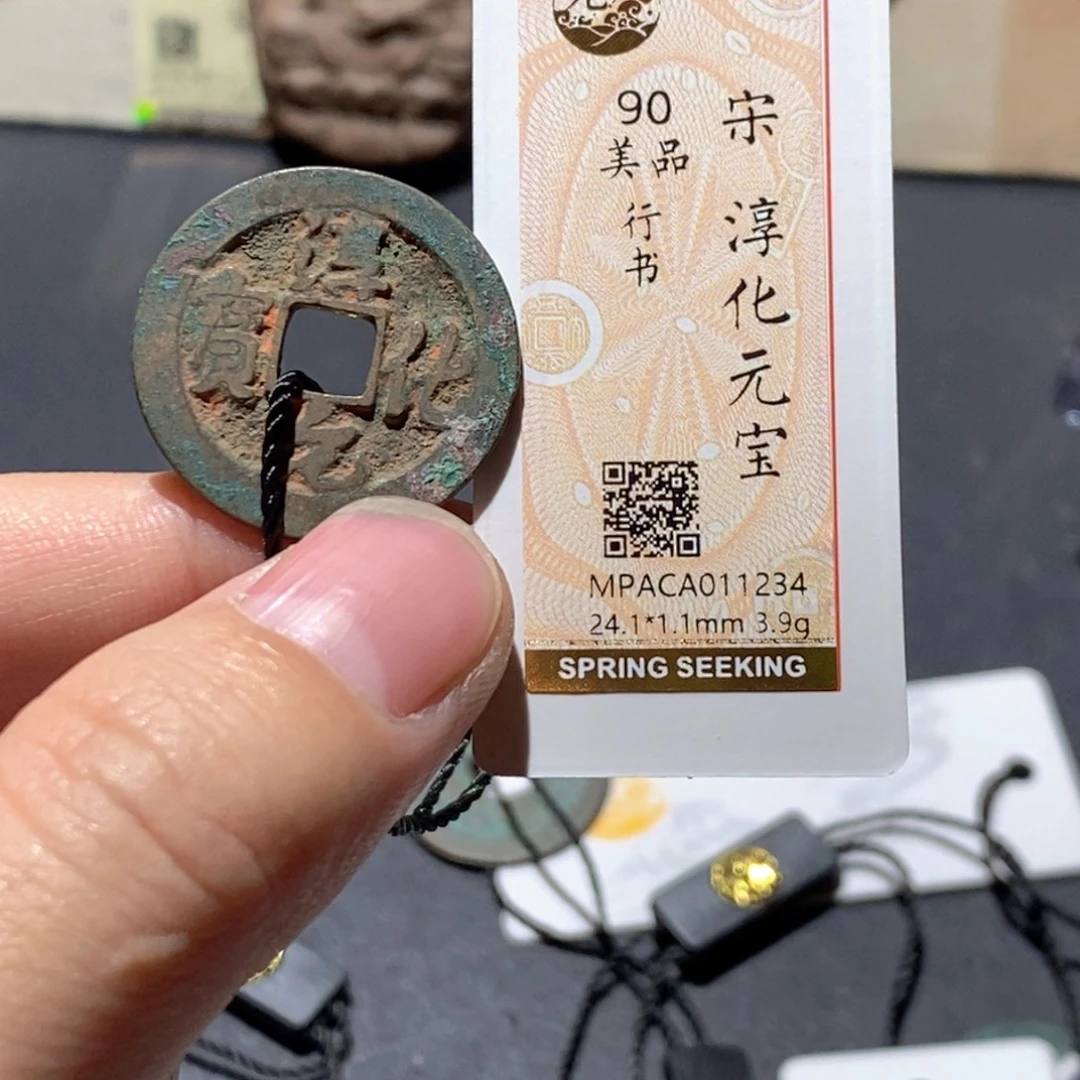 淳化元寳
90
美品
行书
宋 淳化元宝
MPACA011234
24.1*1.1mm 3.9g
SPRING SEEKING